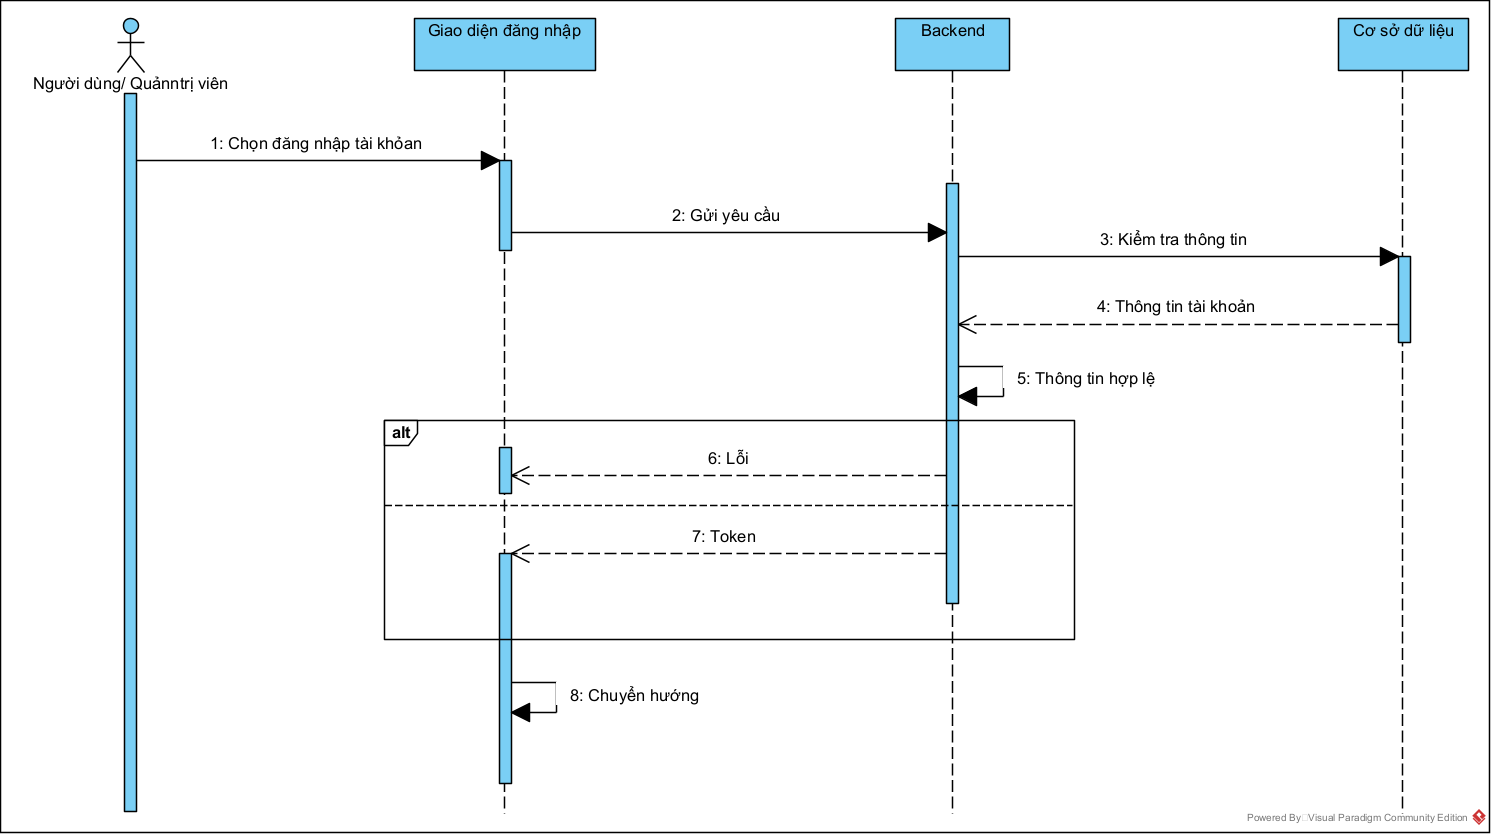 Giao diện đăng nhập
Backend
Cơ sở dữ liệu
Người dùng/ Quảnntrị viên
1: Chọn đăng nhập tài khỏan
2: Gửi yêu cầu
3: Kiểm tra thông tin
4: Thông tin tài khoản
5: Thông tin hợp lệ
alt
6: Lỗi
7: Token
8: Chuyển hướng
Powered By Visual Paradigm Community Edition